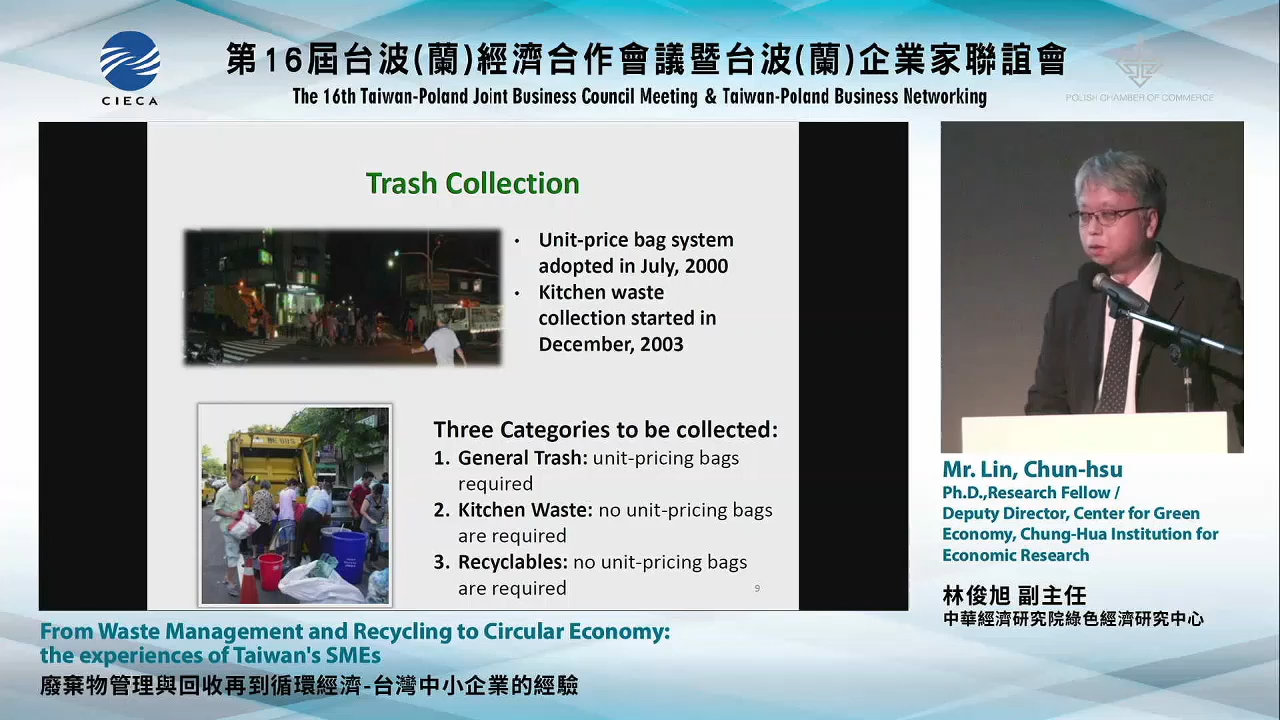 第16屆台波(蘭)經濟合作會議暨台波(蘭)企業家聯誼會
The 16th Taiwan-Poland Joint Business Council Meeting & Taiwan-Poland Business Networking
CIECA
POLISH CHAMBER OF COMMERCE
Trash Collection
• Unit-price bag system
adopted in July, 2000
• Kitchen waste
collection started in
December, 2003
Three Categories to be collected:
1. General Trash: unit-pricing bags
required
2. Kitchen Waste: no unit-pricing bags
are required
3. Recyclables: no unit-pricing bags
are required
9
Mr. Lin, Chun-hsu
Ph.D.,Research Fellow /
Deputy Director, Center for Green
Economy, Chung-Hua Institution for
Economic Research
林俊旭 副主任
中華經濟研究院綠色經濟研究中心
From Waste Management and Recycling to Circular Economy:
the experiences of Taiwan's SMEs
廢棄物管理與回收再到循環經濟-台灣中小企業的經驗